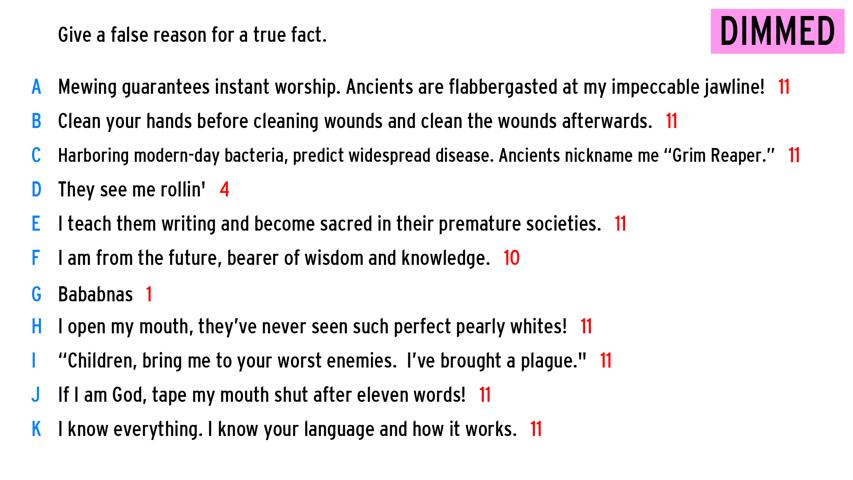 Give a false reason for a true fact.
DIMMED
A Mewing guarantees instant worship. Ancients are flabbergasted at my impeccable jawline! 11
B Clean your hands before cleaning wounds and clean the wounds afterwards. 11
C Harboring modern-day bacteria, predict widespread disease. Ancients nickname me “Grim Reaper.” 11
D They see me rollin' 4
E I teach them writing and become sacred in their premature societies. 11
F I am from the future, bearer of wisdom and knowledge. 10
G Bababnas 1
H I open my mouth, they’ve never seen such perfect pearly whites! 11
I “Children, bring me to your worst enemies.  I’ve brought a plague." 11
J If I am God, tape my mouth shut after eleven words! 11
K I know everything. I know your language and how it works. 11